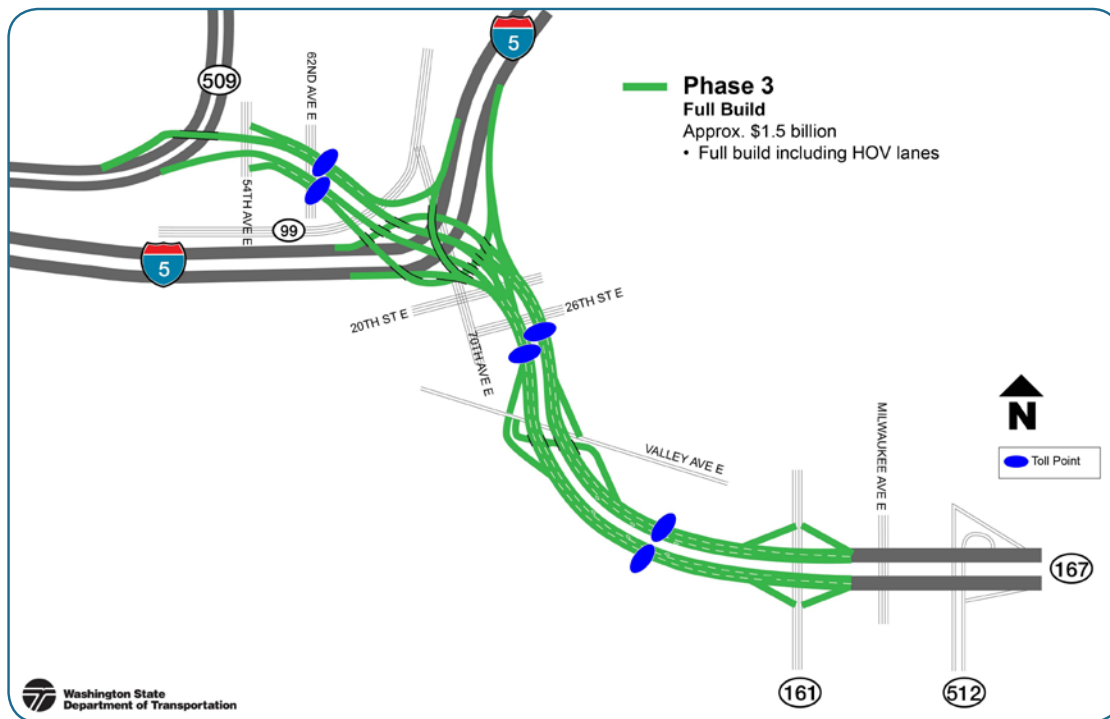 5
509
62ND AVE E
Phase 3
Full Build
Approx. $1.5 billion
• Full build including HOV lanes
54TH AVE E
99
5
20TH ST E
26TH ST E
70TH AVE E
N
Toll Point
MILWAUKEE AVE E
VALLEY AVE E
167
161
512
Washington State
Department of Transportation